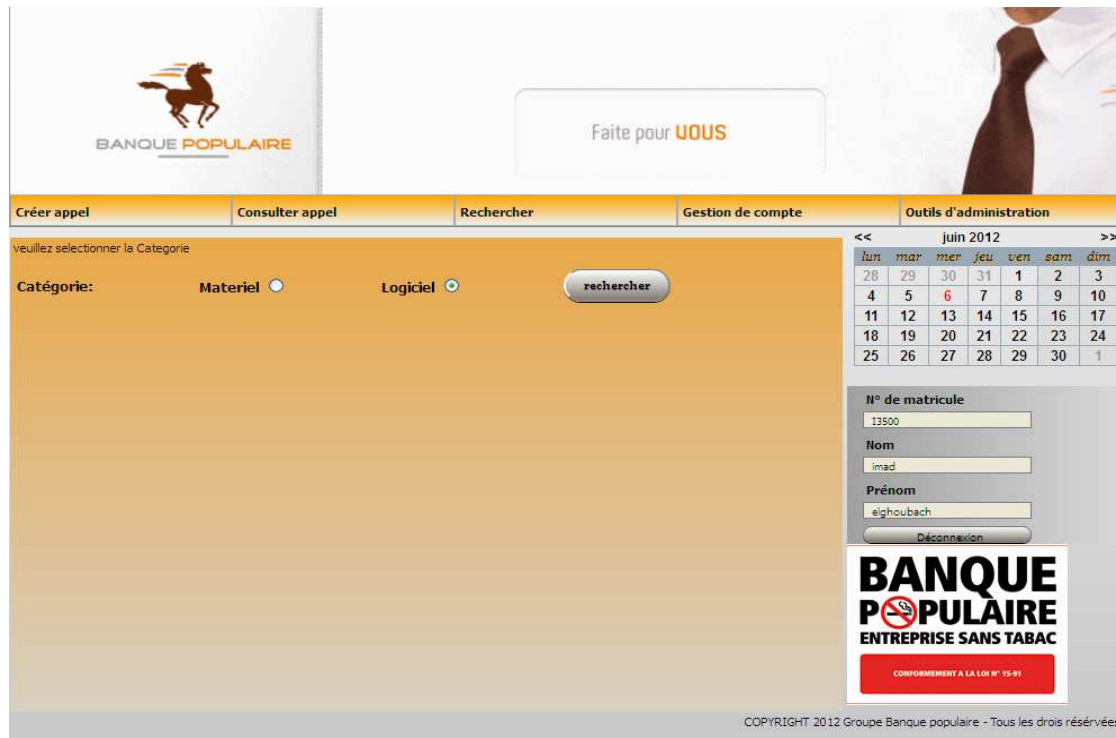 BANQUE POPULAIRE
Faite pour VOUS
Créer appel Consulter appel Rechercher Gestion de compte Outils d'administration
veuillez selectionner la Categorie
Catégorie: Materiel Logiciel rechercher
<< juin 2012 >>
lun mar mer jeu ven sam dim
28 29 30 31 1 2 3
4 5 6 7 8 9 10
11 12 13 14 15 16 17
18 19 20 21 22 23 24
25 26 27 28 29 30 1
N° de matricule
I3500
Nom
imad
Prénom
elghoubach
Déconnexion
BANQUE
POPULAIRE
ENTREPRISE SANS TABAC
CONFORMEMENT A LA LOI N° 15-91
COPYRIGHT 2012 Groupe Banque populaire - Tous les drois résérvées